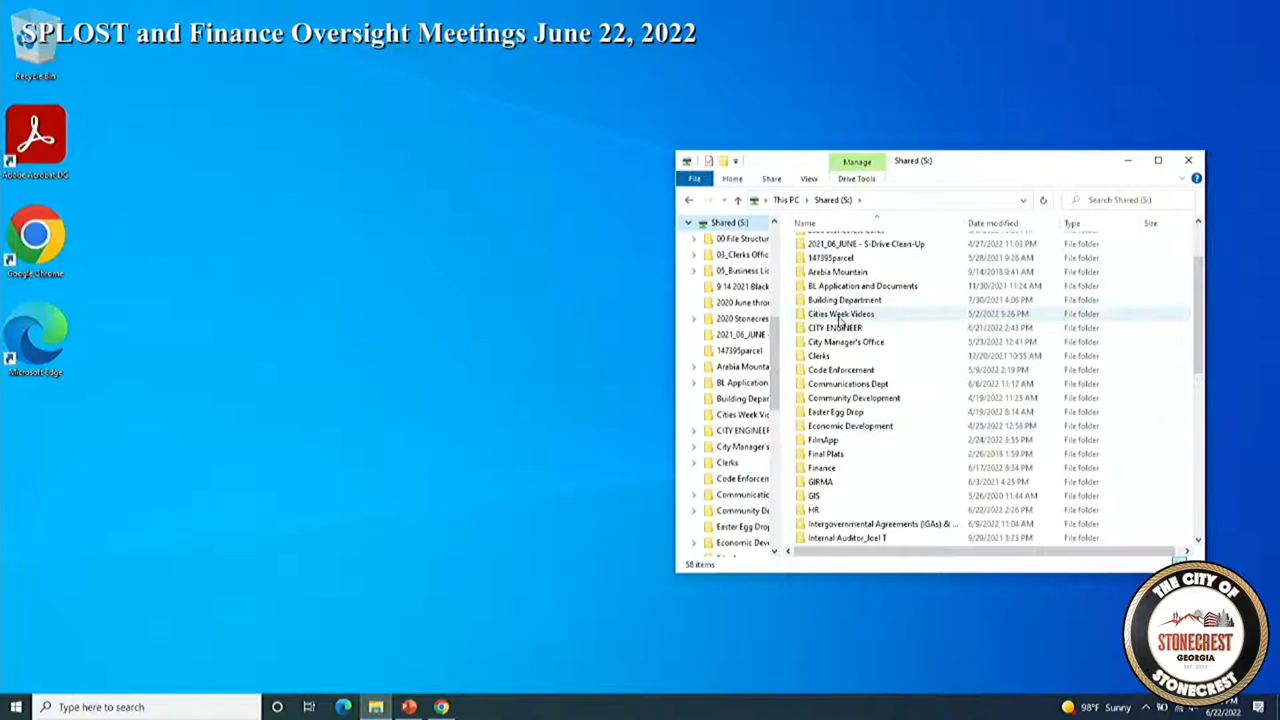 SPLOST and Finance Oversight Meetings June 22, 2022
Recycle Bin
Adobe Acrobat DC
Google Chrome
Microsoft Edge
Manage
Shared (S:)
File
Home
Share
View
Drive Tools
This PC
Shared (S:)
Search Shared (S:)
Shared (S:)
00 File Structur
03_Clerks Offic
05_Business Lic
9 14 2021 Black
2020 June thro
2020 Stonecres
2021_06_JUNE -
147395parcel
Arabia Mounta
BL Application
Building Depar
Cities Week Vic
CITY ENGINEER
City Manager's
Clerks
Code Enforcen
Communicatic
Community De
Easter Egg Drop
Economic Deve
Name Date modified Type Size
2021_06_JUNE - S-Drive Clean-Up 4/27/2022 11:03 PM File folder
147395parcel 5/28/2021 9:26 AM File folder
Arabia Mountain 9/14/2018 9:41 AM File folder
BL Application and Documents 11/30/2021 11:24 AM File folder
Building Department 7/30/2021 4:08 PM File folder
Cities Week Videos 5/2/2022 5:26 PM File folder
CITY ENGINEER 6/21/2022 2:43 PM File folder
City Manager's Office 5/23/2022 12:41 PM File folder
Clerks 12/20/2021 10:55 AM File folder
Code Enforcement 5/9/2022 2:19 PM File folder
Communications Dept 6/6/2022 11:17 AM File folder
Community Development 4/19/2022 11:25 AM File folder
Easter Egg Drop 4/19/2022 8:14 AM File folder
Economic Development 4/25/2022 12:58 PM File folder
FilmApp 2/24/2022 3:55 PM File folder
Final Plats 2/26/2018 1:59 PM File folder
Finance 6/17/2022 8:34 PM File folder
GIRMA 6/3/2021 4:25 PM File folder
GIS 5/26/2020 11:44 AM File folder
HR 6/22/2022 2:26 PM File folder
Intergovernmental Agreements (IGAs) & ... 6/9/2022 11:04 AM File folder
Internal Auditor_Joel T 9/29/2021 3:23 PM File folder
58 items
THE CITY OF
STONECREST
GEORGIA
EST. 2017
STONECREST
Type here to search
98°F Sunny
6/22/2022